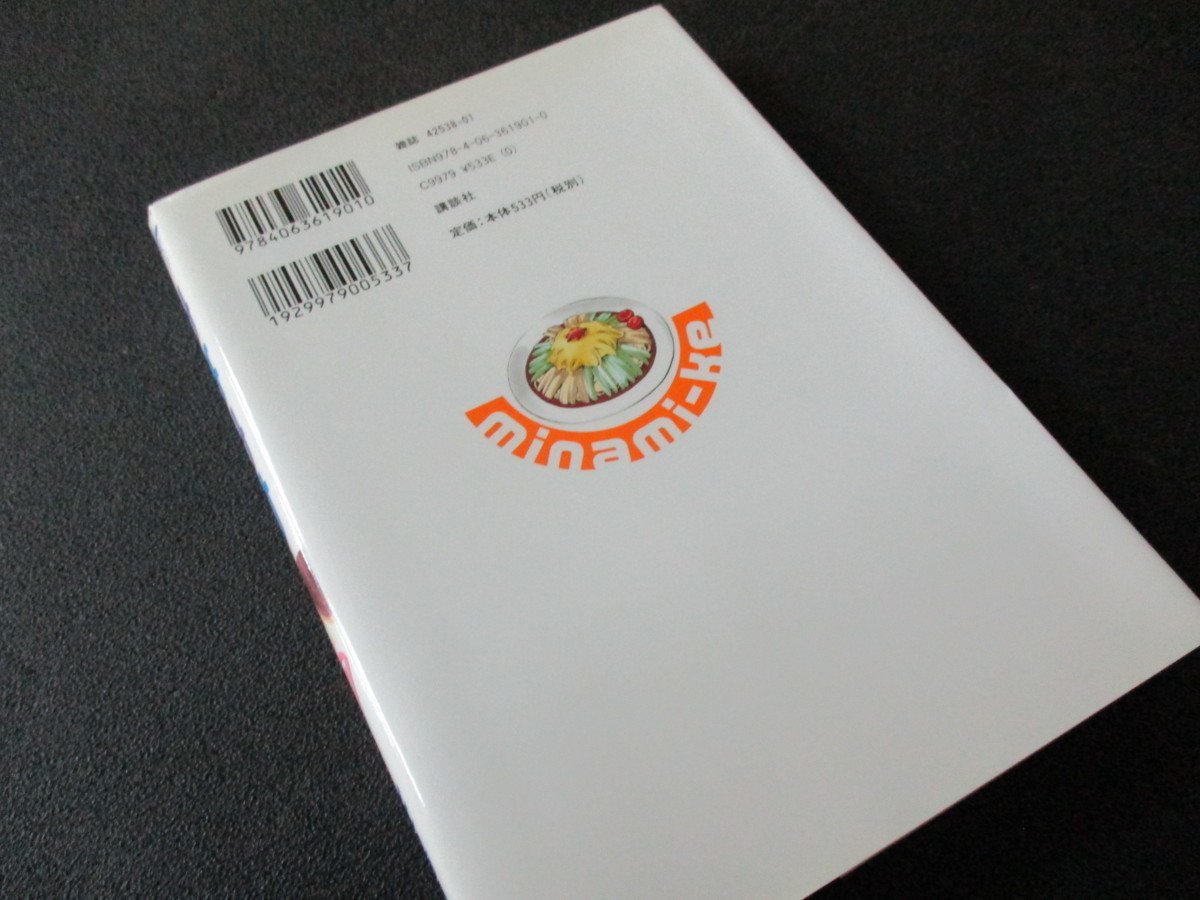 雑誌 42538-01
ISBN978-4-06-361901-0
C9979 ¥533E (0)
講談社
定価:本体533円(税別)
9784063619010
1929979005337
minami-ke